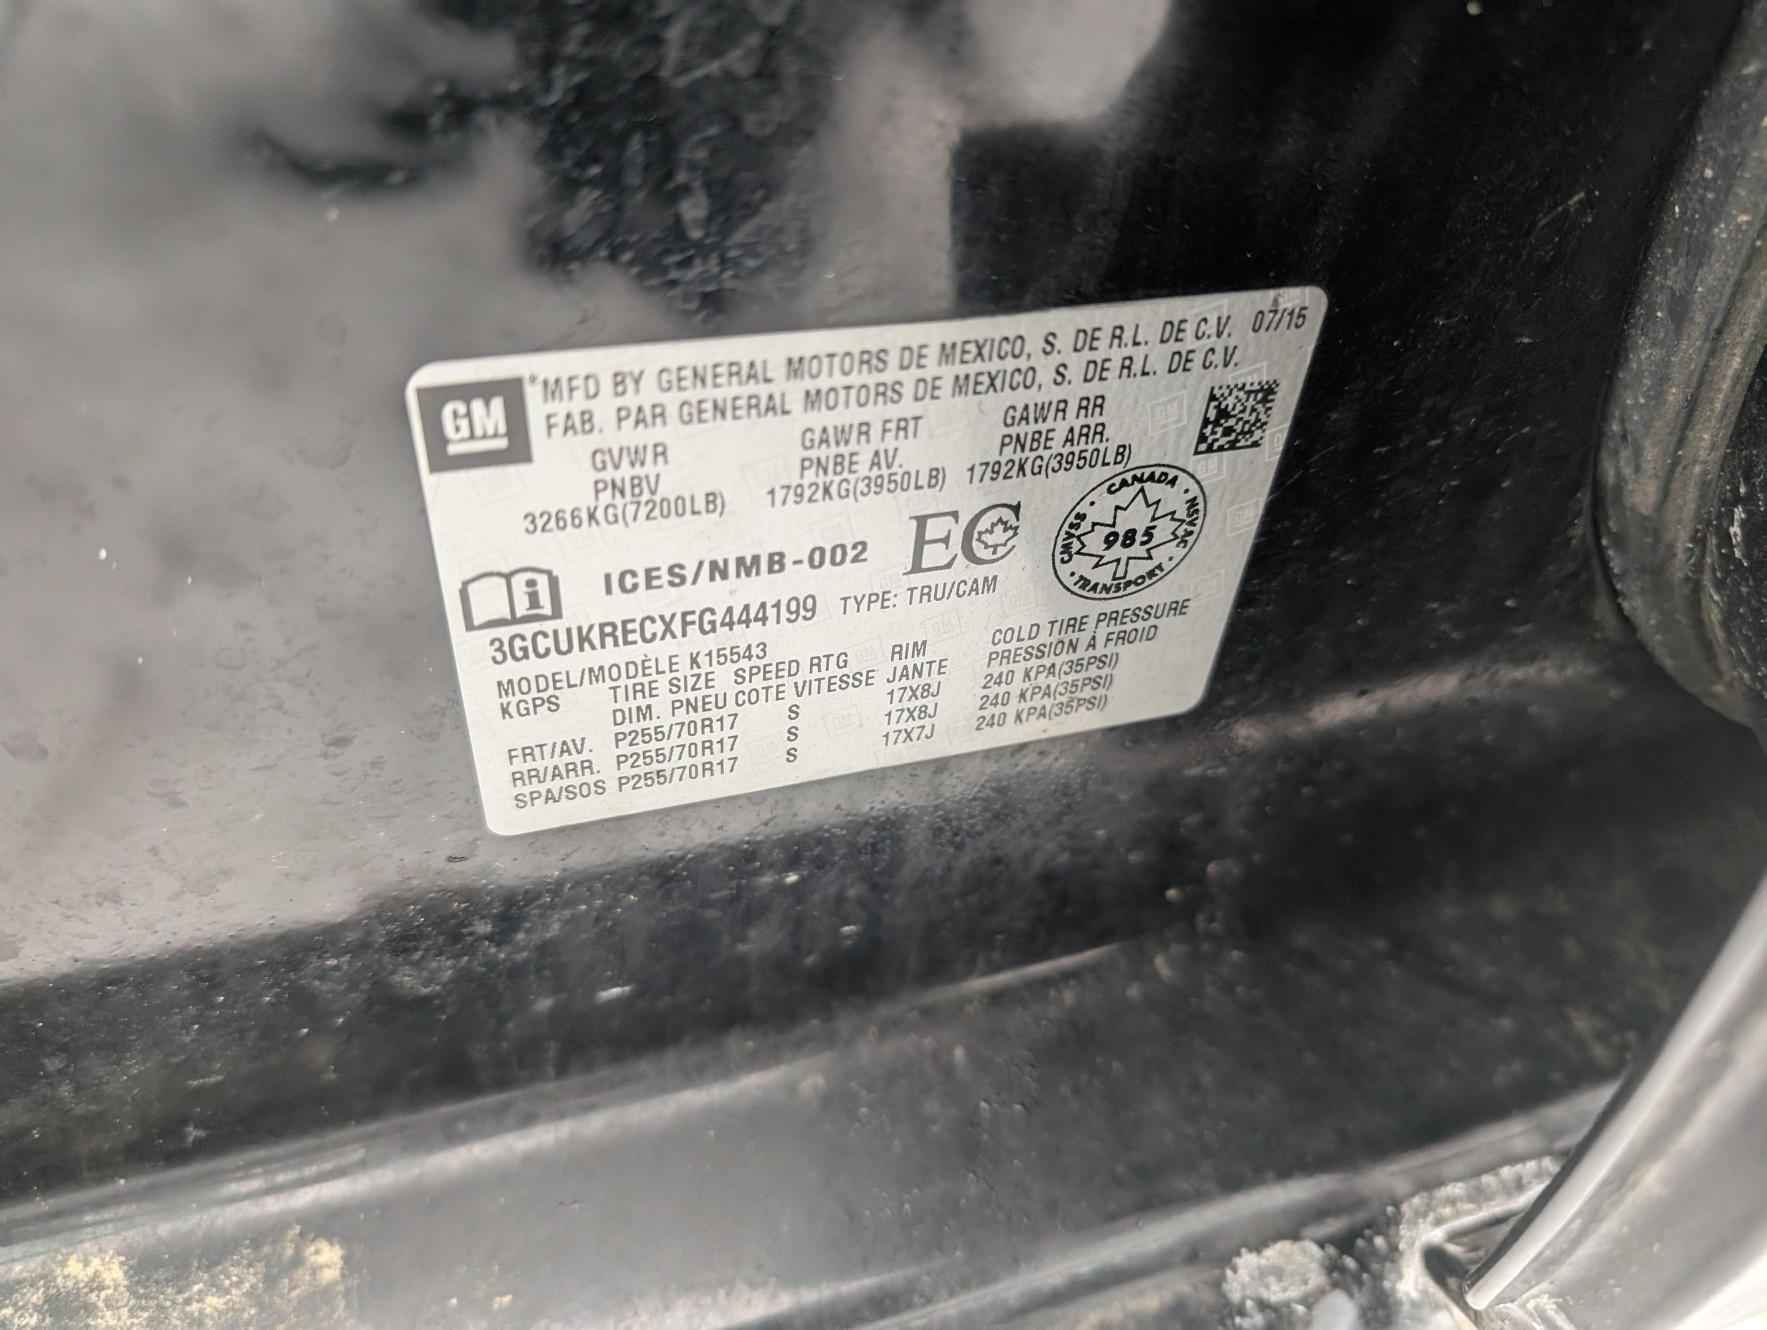 GM
*MFD BY GENERAL MOTORS DE MEXICO, S. DE R.L. DE C.V. 07/15
FAB. PAR GENERAL MOTORS DE MEXICO, S. DE R.L. DE C.V.
GVWR GAWR FRT GAWR RR
PNBV PNBE AV. PNBE ARR.
3266KG(7200LB) 1792KG(3950LB) 1792KG(3950LB)
ICES/NMB-002 EC
CANADA · NSVAC · TRANSPORT · CMVSS ·
985
3GCUKRECXFG444199 TYPE: TRU/CAM
MODEL/MODÈLE K15543
KGPS TIRE SIZE SPEED RTG RIM COLD TIRE PRESSURE
DIM. PNEU COTE VITESSE JANTE PRESSION À FROID
FRT/AV. P255/70R17 S 17X8J 240 KPA(35PSI)
RR/ARR. P255/70R17 S 17X8J 240 KPA(35PSI)
SPA/SOS P255/70R17 S 17X7J 240 KPA(35PSI)